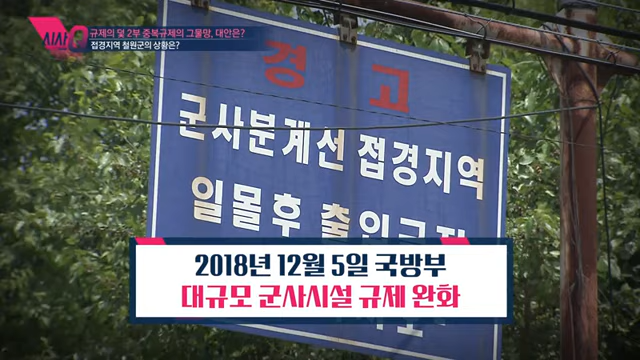 시사
규제의 덫 2부 중복규제의 그물망, 대안은?
접경지역 철원군의 상황은?
경 고
군사분계선 접경지역
일몰후 출입금지
2018년 12월 5일 국방부
대규모 군사시설 규제 완화